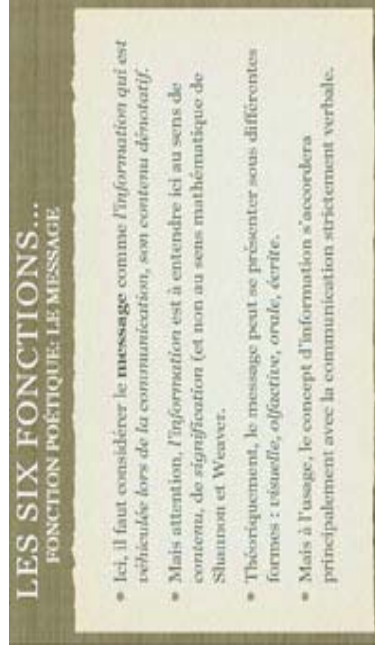 LES SIX FONCTIONS...
FONCTION POÉTIQUE: LE MESSAGE
• Ici, il faut considérer le message comme l'information qui est
véhiculée lors de la communication, son contenu dénotatif.
• Mais attention, l'information est à entendre ici au sens de
contenu, de signification (et non au sens mathématique de
Shannon et Weaver.
• Théoriquement, le message peut se présenter sous différentes
formes : visuelle, olfactive, orale, écrite.
• Mais à l'usage, le concept d'information s'accordera
principalement avec la communication strictement verbale.